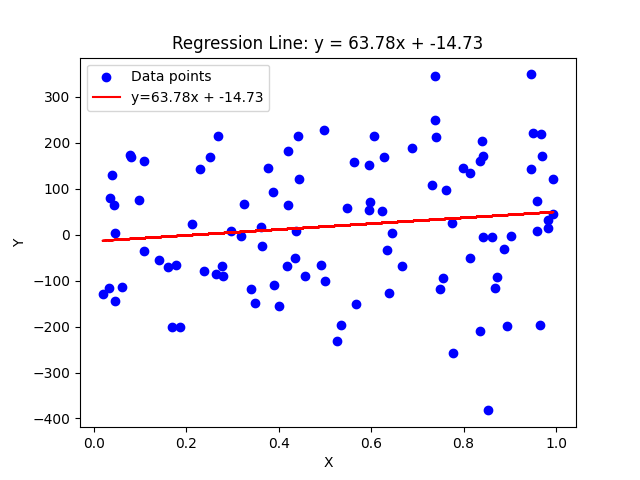 Regression Line: y = 63.78x + -14.73
Data points
y=63.78x + -14.73
300
200
100
0
−100
−200
−300
−400
Y
0.0 0.2 0.4 0.6 0.8 1.0
X